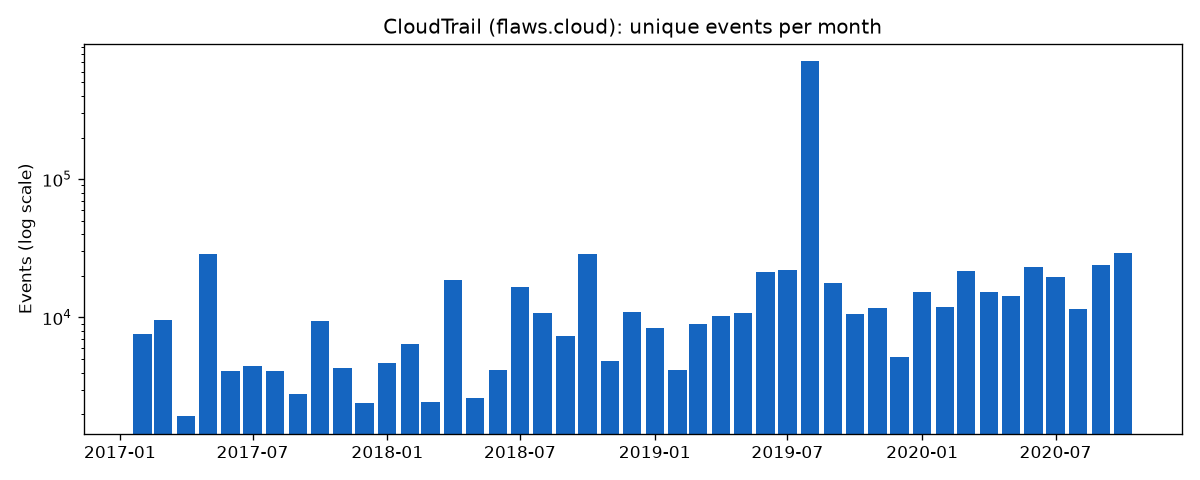 CloudTrail (flaws.cloud): unique events per month
Events (log scale)
10^5
10^4
2017-01 2017-07 2018-01 2018-07 2019-01 2019-07 2020-01 2020-07